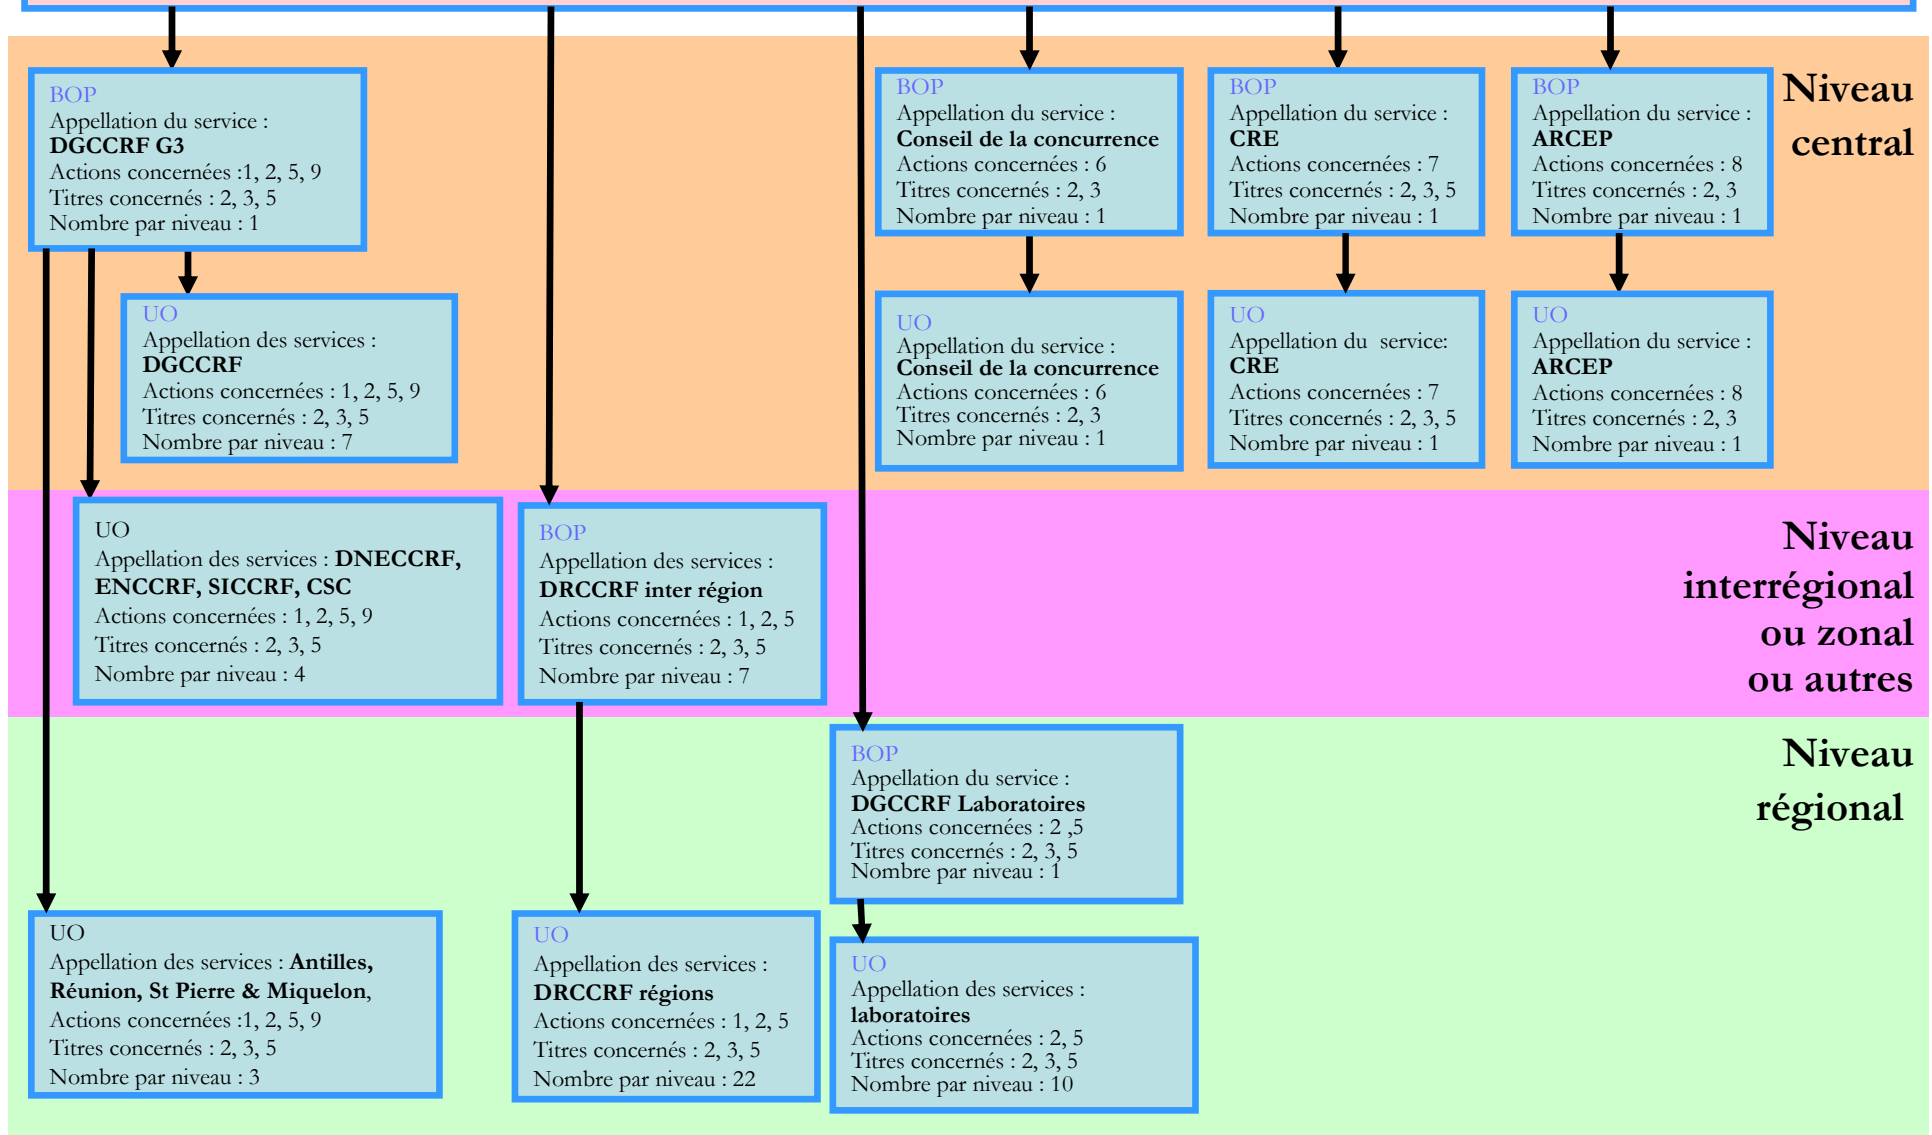 BOP
Appellation du service :
DGCCRF G3
Actions concernées :1, 2, 5, 9
Titres concernés : 2, 3, 5
Nombre par niveau : 1
BOP
Appellation du service :
Conseil de la concurrence
Actions concernées : 6
Titres concernés : 2, 3
Nombre par niveau : 1
BOP
Appellation du service :
CRE
Actions concernées : 7
Titres concernés : 2, 3, 5
Nombre par niveau : 1
BOP
Appellation du service :
ARCEP
Actions concernées : 8
Titres concernés : 2, 3
Nombre par niveau : 1
Niveau
central
UO
Appellation des services :
DGCCRF
Actions concernées : 1, 2, 5, 9
Titres concernés : 2, 3, 5
Nombre par niveau : 7
UO
Appellation du service :
Conseil de la concurrence
Actions concernées : 6
Titres concernés : 2, 3
Nombre par niveau : 1
UO
Appellation du  service:
CRE
Actions concernées : 7
Titres concernés : 2, 3, 5
Nombre par niveau : 1
UO
Appellation du service :
ARCEP
Actions concernées : 8
Titres concernés : 2, 3
Nombre par niveau : 1
UO
Appellation des services : DNECCRF,
ENCCRF, SICCRF, CSC
Actions concernées : 1, 2, 5, 9
Titres concernés : 2, 3, 5
Nombre par niveau : 4
BOP
Appellation des services :
DRCCRF inter région
Actions concernées : 1, 2, 5
Titres concernés : 2, 3, 5
Nombre par niveau : 7
Niveau
interrégional
ou zonal
ou autres
BOP
Appellation du service :
DGCCRF Laboratoires
Actions concernées : 2 ,5
Titres concernés : 2, 3, 5
Nombre par niveau : 1
Niveau
régional
UO
Appellation des services : Antilles,
Réunion, St Pierre & Miquelon,
Actions concernées :1, 2, 5, 9
Titres concernés : 2, 3, 5
Nombre par niveau : 3
UO
Appellation des services :
DRCCRF régions
Actions concernées : 1, 2, 5
Titres concernés : 2, 3, 5
Nombre par niveau : 22
UO
Appellation des services :
laboratoires
Actions concernées : 2, 5
Titres concernés : 2, 3, 5
Nombre par niveau : 10